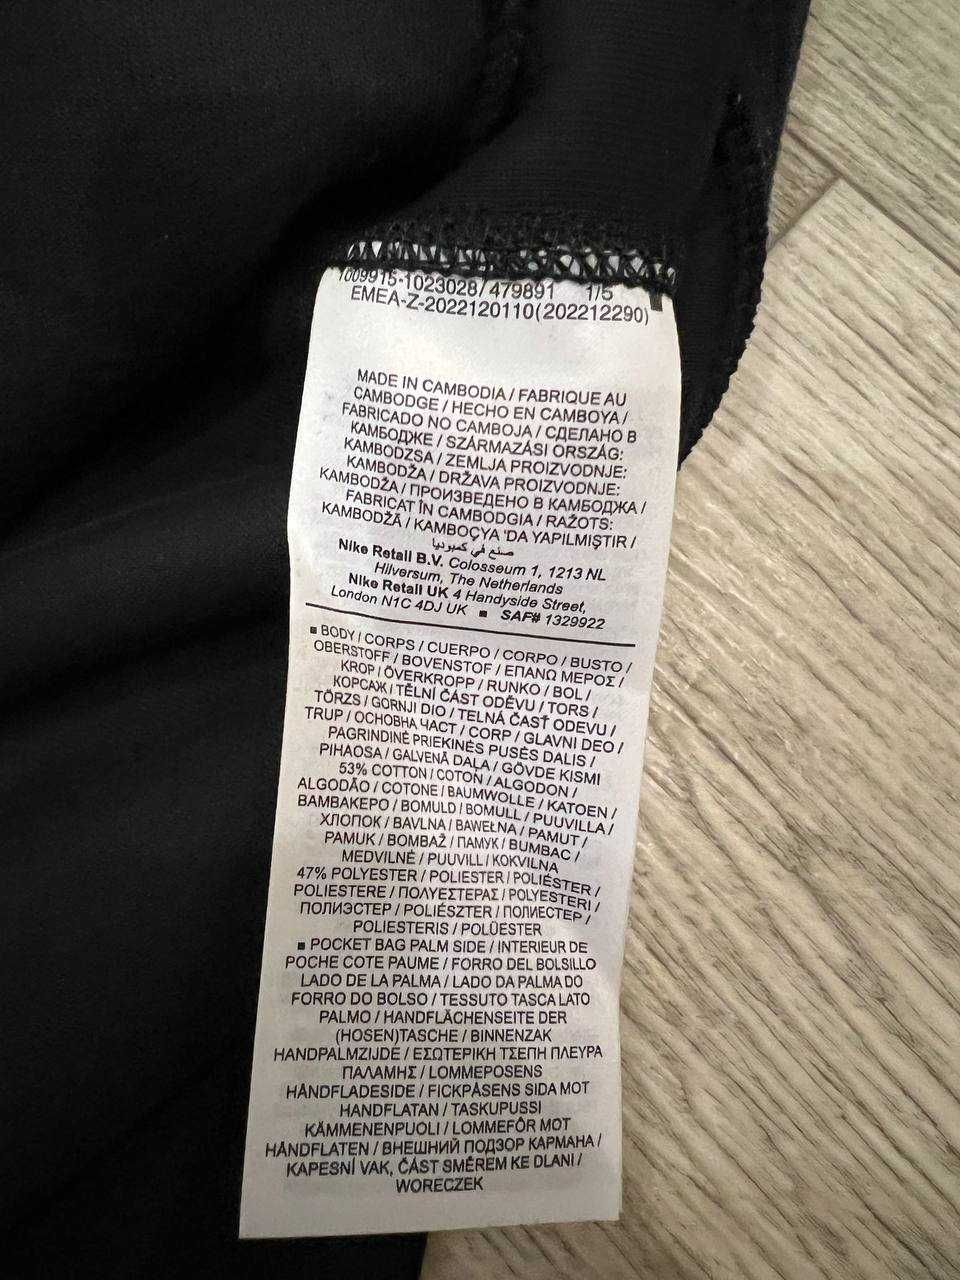 1009915-1023028/479891 1/5
EMEA-Z-2022120110(202212290)
MADE IN CAMBODIA / FABRIQUE AU
CAMBODGE / HECHO EN CAMBOYA /
FABRICADO NO CAMBOJA / СДЕЛАНО В
КАМБОДЖЕ / SZÁRMAZÁSI ORSZÁG:
KAMBODZSA / ZEMLJA PROIZVODNJE:
KAMBODŽA / DRŽAVA PROIZVODNJE:
KAMBODŽA / ПРОИЗВЕДЕНО В КАМБОДЖА /
FABRICAT ÎN CAMBODGIA / RAŽOTS:
KAMBODŽĀ / KAMBOÇYA 'DA YAPILMIŞTIR /
صنع في كمبوديا
Nike Retail B.V. Colosseum 1, 1213 NL
Hilversum, The Netherlands
Nike Retail UK 4 Handyside Street,
London N1C 4DJ UK ■ SAF# 1329922
■ BODY / CORPS / CUERPO / CORPO / BUSTO /
OBERSTOFF / BOVENSTOF / ΕΠΑΝΩ ΜΕΡΟΣ /
KROP / ÖVERKROPP / RUNKO / BOL /
КОРСАЖ / TĚLNÍ ČÁST ODĚVU / TORS /
TÖRZS / GORNJI DIO / TELNÁ ČASŤ ODEVU /
TRUP / ОСНОВНА ЧАСТ / CORP / GLAVNI DEO /
PAGRINDINĖ PRIEKINĖS PUSĖS DALIS /
PIHAOSA / GALVENĀ DAĻA / GÖVDE KISMI
53% COTTON / COTON / ALGODON /
ALGODÃO / COTONE / BAUMWOLLE / KATOEN /
ΒΑΜΒΑΚΕΡΟ / BOMULD / BOMULL / PUUVILLA /
ХЛОПОК / BAVLNA / BAWEŁNA / PAMUT /
PAMUK / BOMBAŽ / ПАМУК / BUMBAC /
MEDVILNĖ / PUUVILL / KOKVILNA
47% POLYESTER / POLIESTER / POLIÉSTER /
POLIESTERE / ΠΟΛΥΕΣΤΕΡΑΣ / POLYESTERI /
ПОЛИЭСТЕР / POLIÉSZTER / ПОЛИЕСТЕР /
POLIESTERIS / POLÜESTER
■ POCKET BAG PALM SIDE / INTERIEUR DE
POCHE COTE PAUME / FORRO DEL BOLSILLO
LADO DE LA PALMA / LADO DA PALMA DO
FORRO DO BOLSO / TESSUTO TASCA LATO
PALMO / HANDFLÄCHENSEITE DER
(HOSEN)TASCHE / BINNENZAK
HANDPALMZIJDE / ΕΣΩΤΕΡΙΚΗ ΤΣΕΠΗ ΠΛΕΥΡΑ
ΠΑΛΑΜΗΣ / LOMMEPOSENS
HÅNDFLADESIDE / FICKPÅSENS SIDA MOT
HANDFLATAN / TASKUPUSSI
KÄMMENENPUOLI / LOMMEFÔR MOT
HÅNDFLATEN / ВНЕШНИЙ ПОДЗОР КАРМАНА /
KAPESNÍ VAK, ČÁST SMĚREM KE DLANI /
WORECZEK